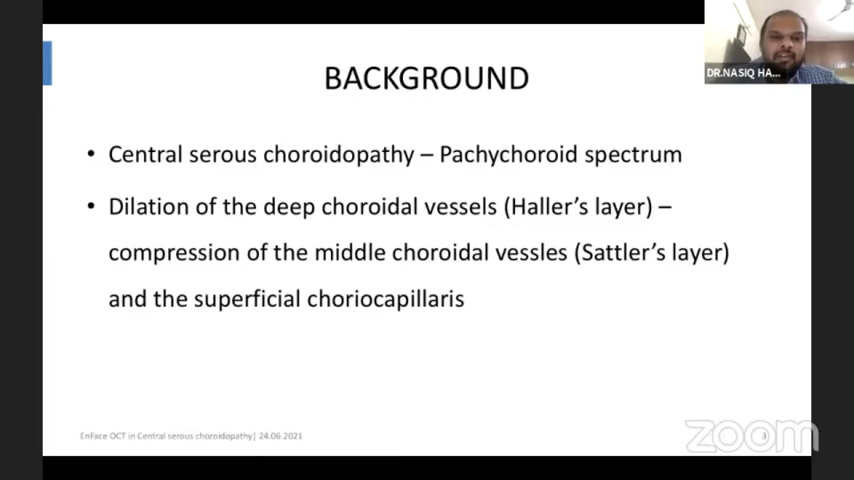 BACKGROUND
DR.NASIQ HA...
• Central serous choroidopathy – Pachychoroid spectrum
• Dilation of the deep choroidal vessels (Haller's layer) –
compression of the middle choroidal vessles (Sattler's layer)
and the superficial choriocapillaris
EnFace OCT in Central serous choroidopathy| 24.06.2021
3
zoom